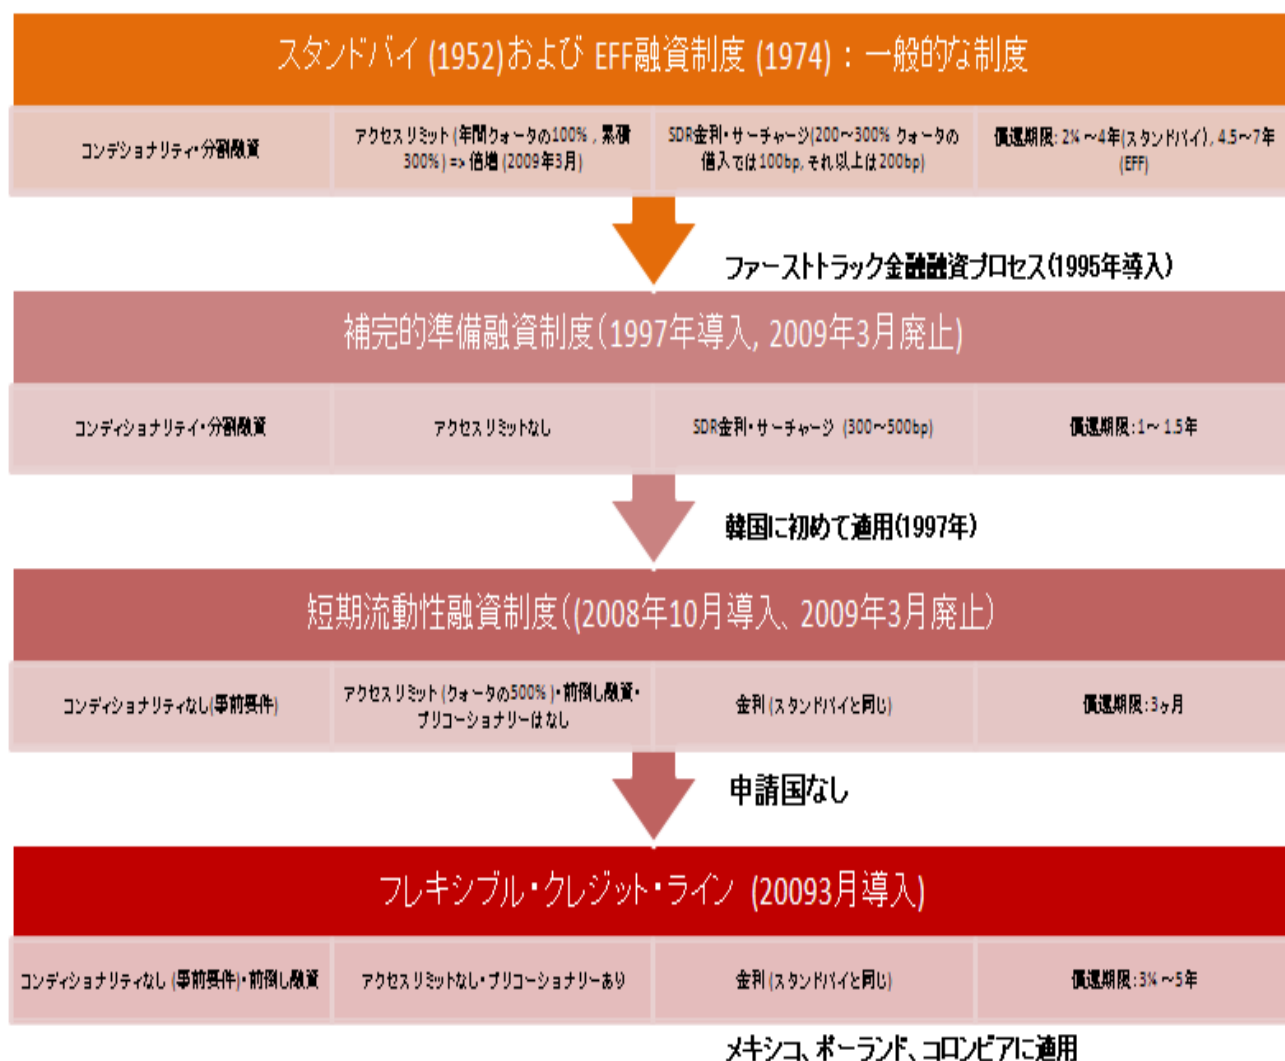 スタンドバイ (1952)および EFF融資制度 (1974) : 一般的な制度
コンデショナリティ・分割融資
アクセスリミット (年間クォータの100% , 累積
300%) => 倍増 (2009年3月)
SDR金利・サーチャージ(200～300% クォータの
借入では100bp, それ以上は200bp)
償還期限: 2¼ ～4年(スタンドバイ), 4.5～7年
(EFF)
ファーストトラック金融融資プロセス(1995年導入)
補完的準備融資制度(1997年導入, 2009年3月廃止)
コンディショナリテイ・分割融資
アクセスリミットなし
SDR金利・サーチャージ (300～500bp)
償還期限:1～ 1.5年
韓国に初めて適用(1997年)
短期流動性融資制度((2008年10月導入、2009年3月廃止)
コンディショナリティなし(事前要件)
アクセスリミット (クォータの500% )・前倒し融資・
プリコーショナリーはなし
金利 (スタンドバイと同じ)
償還期限:3ヶ月
申請国なし
フレキシブル・クレジット・ライン (20093月導入)
コンディショナリティなし (事前要件)・前倒し融資
アクセスリミットなし・プリコーショナリーあり
金利 (スタンドバイと同じ)
償還期限:3¼ ～5年
メキシコ、ポーランド、コロンビアに適用